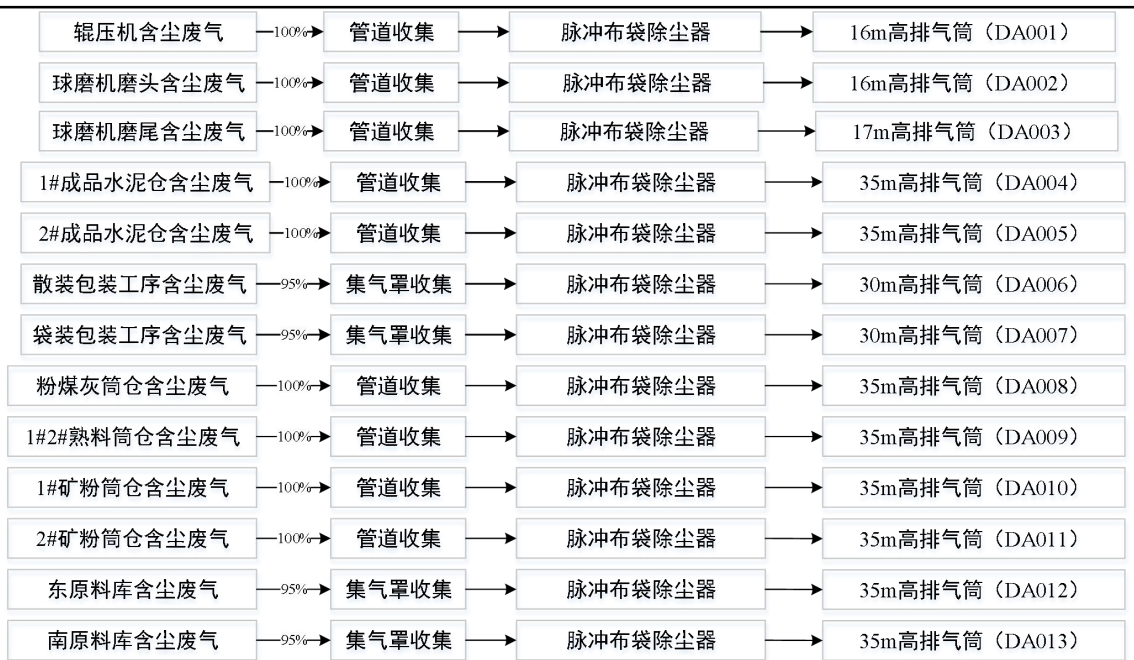 辊压机含尘废气 100% 管道收集 脉冲布袋除尘器 16m高排气筒（DA001）
球磨机磨头含尘废气 100% 管道收集 脉冲布袋除尘器 16m高排气筒（DA002）
球磨机磨尾含尘废气 100% 管道收集 脉冲布袋除尘器 17m高排气筒（DA003）
1#成品水泥仓含尘废气 100% 管道收集 脉冲布袋除尘器 35m高排气筒（DA004）
2#成品水泥仓含尘废气 100% 管道收集 脉冲布袋除尘器 35m高排气筒（DA005）
散装包装工序含尘废气 95% 集气罩收集 脉冲布袋除尘器 30m高排气筒（DA006）
袋装包装工序含尘废气 95% 集气罩收集 脉冲布袋除尘器 30m高排气筒（DA007）
粉煤灰筒仓含尘废气 100% 管道收集 脉冲布袋除尘器 35m高排气筒（DA008）
1#2#熟料筒仓含尘废气 100% 管道收集 脉冲布袋除尘器 35m高排气筒（DA009）
1#矿粉筒仓含尘废气 100% 管道收集 脉冲布袋除尘器 35m高排气筒（DA010）
2#矿粉筒仓含尘废气 100% 管道收集 脉冲布袋除尘器 35m高排气筒（DA011）
东原料库含尘废气 95% 集气罩收集 脉冲布袋除尘器 35m高排气筒（DA012）
南原料库含尘废气 95% 集气罩收集 脉冲布袋除尘器 35m高排气筒（DA013）